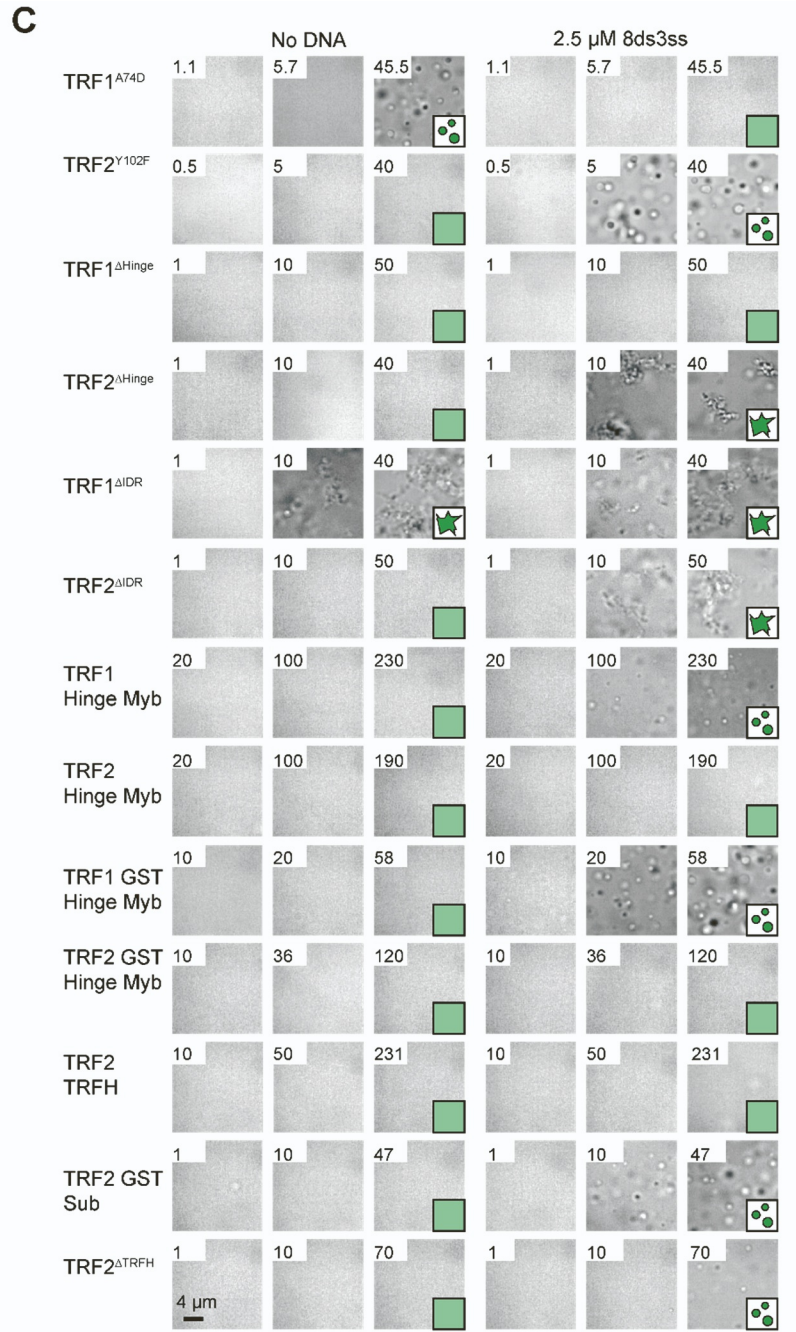 C
No DNA 2.5 µM 8ds3ss
TRF1A74D 1.1 5.7 45.5 1.1 5.7 45.5
TRF2Y102F 0.5 5 40 0.5 5 40
TRF1ΔHinge 1 10 50 1 10 50
TRF2ΔHinge 1 10 40 1 10 40
TRF1ΔIDR 1 10 40 1 10 40
TRF2ΔIDR 1 10 50 1 10 50
TRF1 20 100 230 20 100 230
Hinge Myb
TRF2 20 100 190 20 100 190
Hinge Myb
TRF1 GST 10 20 58 10 20 58
Hinge Myb
TRF2 GST 10 36 120 10 36 120
Hinge Myb
TRF2 10 50 231 10 50 231
TRFH
TRF2 GST 1 10 47 1 10 47
Sub
TRF2ΔTRFH 1 10 70 1 10 70
4 µm